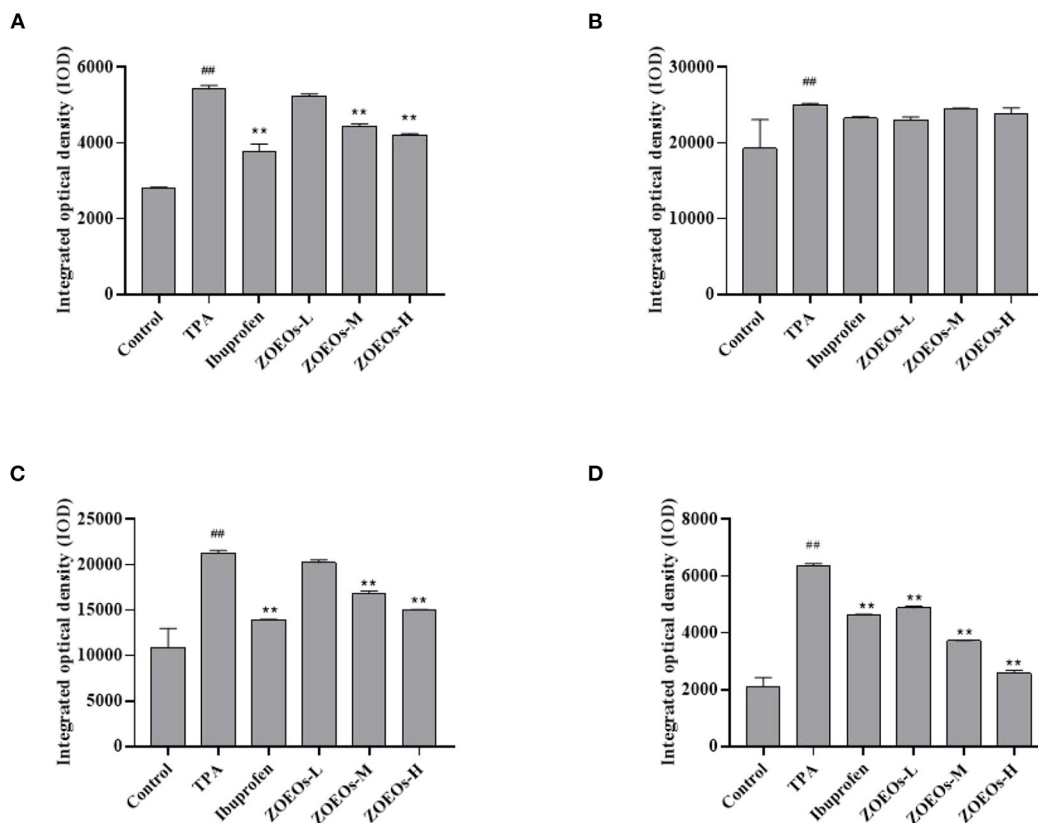 A
Integrated optical density (IOD)
6000
4000
2000
0
##
**
**
**
Control
TPA
Ibuprofen
ZOEOs-L
ZOEOs-M
ZOEOs-H
B
Integrated optical density (IOD)
30000
20000
10000
0
##
Control
TPA
Ibuprofen
ZOEOs-L
ZOEOs-M
ZOEOs-H
C
Integrated optical density (IOD)
25000
20000
15000
10000
5000
0
##
**
**
**
Control
TPA
Ibuprofen
ZOEOs-L
ZOEOs-M
ZOEOs-H
D
Integrated optical density (IOD)
8000
6000
4000
2000
0
##
**
**
**
**
Control
TPA
Ibuprofen
ZOEOs-L
ZOEOs-M
ZOEOs-H